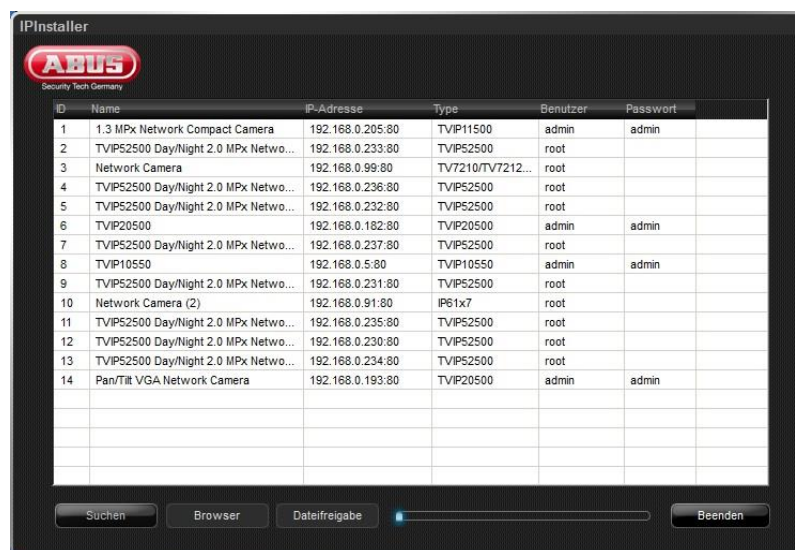 IPInstaller
ABUS
Security Tech Germany
ID Name IP-Adresse Type Benutzer Passwort
1 1.3 MPx Network Compact Camera 192.168.0.205:80 TVIP11500 admin admin
2 TVIP52500 Day/Night 2.0 MPx Netwo... 192.168.0.233:80 TVIP52500 root
3 Network Camera 192.168.0.99:80 TV7210/TV7212... root
4 TVIP52500 Day/Night 2.0 MPx Netwo... 192.168.0.236:80 TVIP52500 root
5 TVIP52500 Day/Night 2.0 MPx Netwo... 192.168.0.232:80 TVIP52500 root
6 TVIP20500 192.168.0.182:80 TVIP20500 admin admin
7 TVIP52500 Day/Night 2.0 MPx Netwo... 192.168.0.237:80 TVIP52500 root
8 TVIP10550 192.168.0.5:80 TVIP10550 admin admin
9 TVIP52500 Day/Night 2.0 MPx Netwo... 192.168.0.231:80 TVIP52500 root
10 Network Camera (2) 192.168.0.91:80 IP61x7 root
11 TVIP52500 Day/Night 2.0 MPx Netwo... 192.168.0.235:80 TVIP52500 root
12 TVIP52500 Day/Night 2.0 MPx Netwo... 192.168.0.230:80 TVIP52500 root
13 TVIP52500 Day/Night 2.0 MPx Netwo... 192.168.0.234:80 TVIP52500 root
14 Pan/Tilt VGA Network Camera 192.168.0.193:80 TVIP20500 admin admin
Suchen Browser Dateifreigabe Beenden